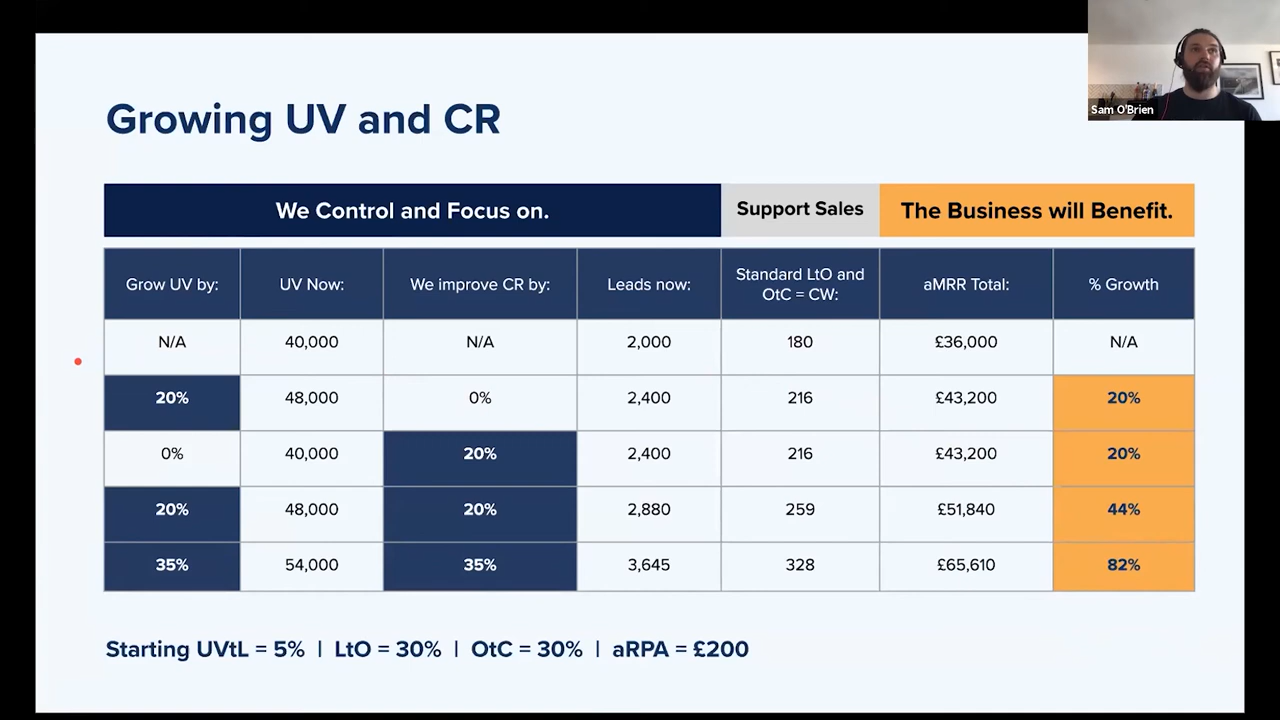 Sam O'Brien
Growing UV and CR
We Control and Focus on.
Support Sales
The Business will Benefit.
Grow UV by:
UV Now:
We improve CR by:
Leads now:
Standard LtO and
OtC = CW:
aMRR Total:
% Growth
N/A 40,000 N/A 2,000 180 £36,000 N/A
20% 48,000 0% 2,400 216 £43,200 20%
0% 40,000 20% 2,400 216 £43,200 20%
20% 48,000 20% 2,880 259 £51,840 44%
35% 54,000 35% 3,645 328 £65,610 82%
Starting UVtL = 5% | LtO = 30% | OtC = 30% | aRPA = £200